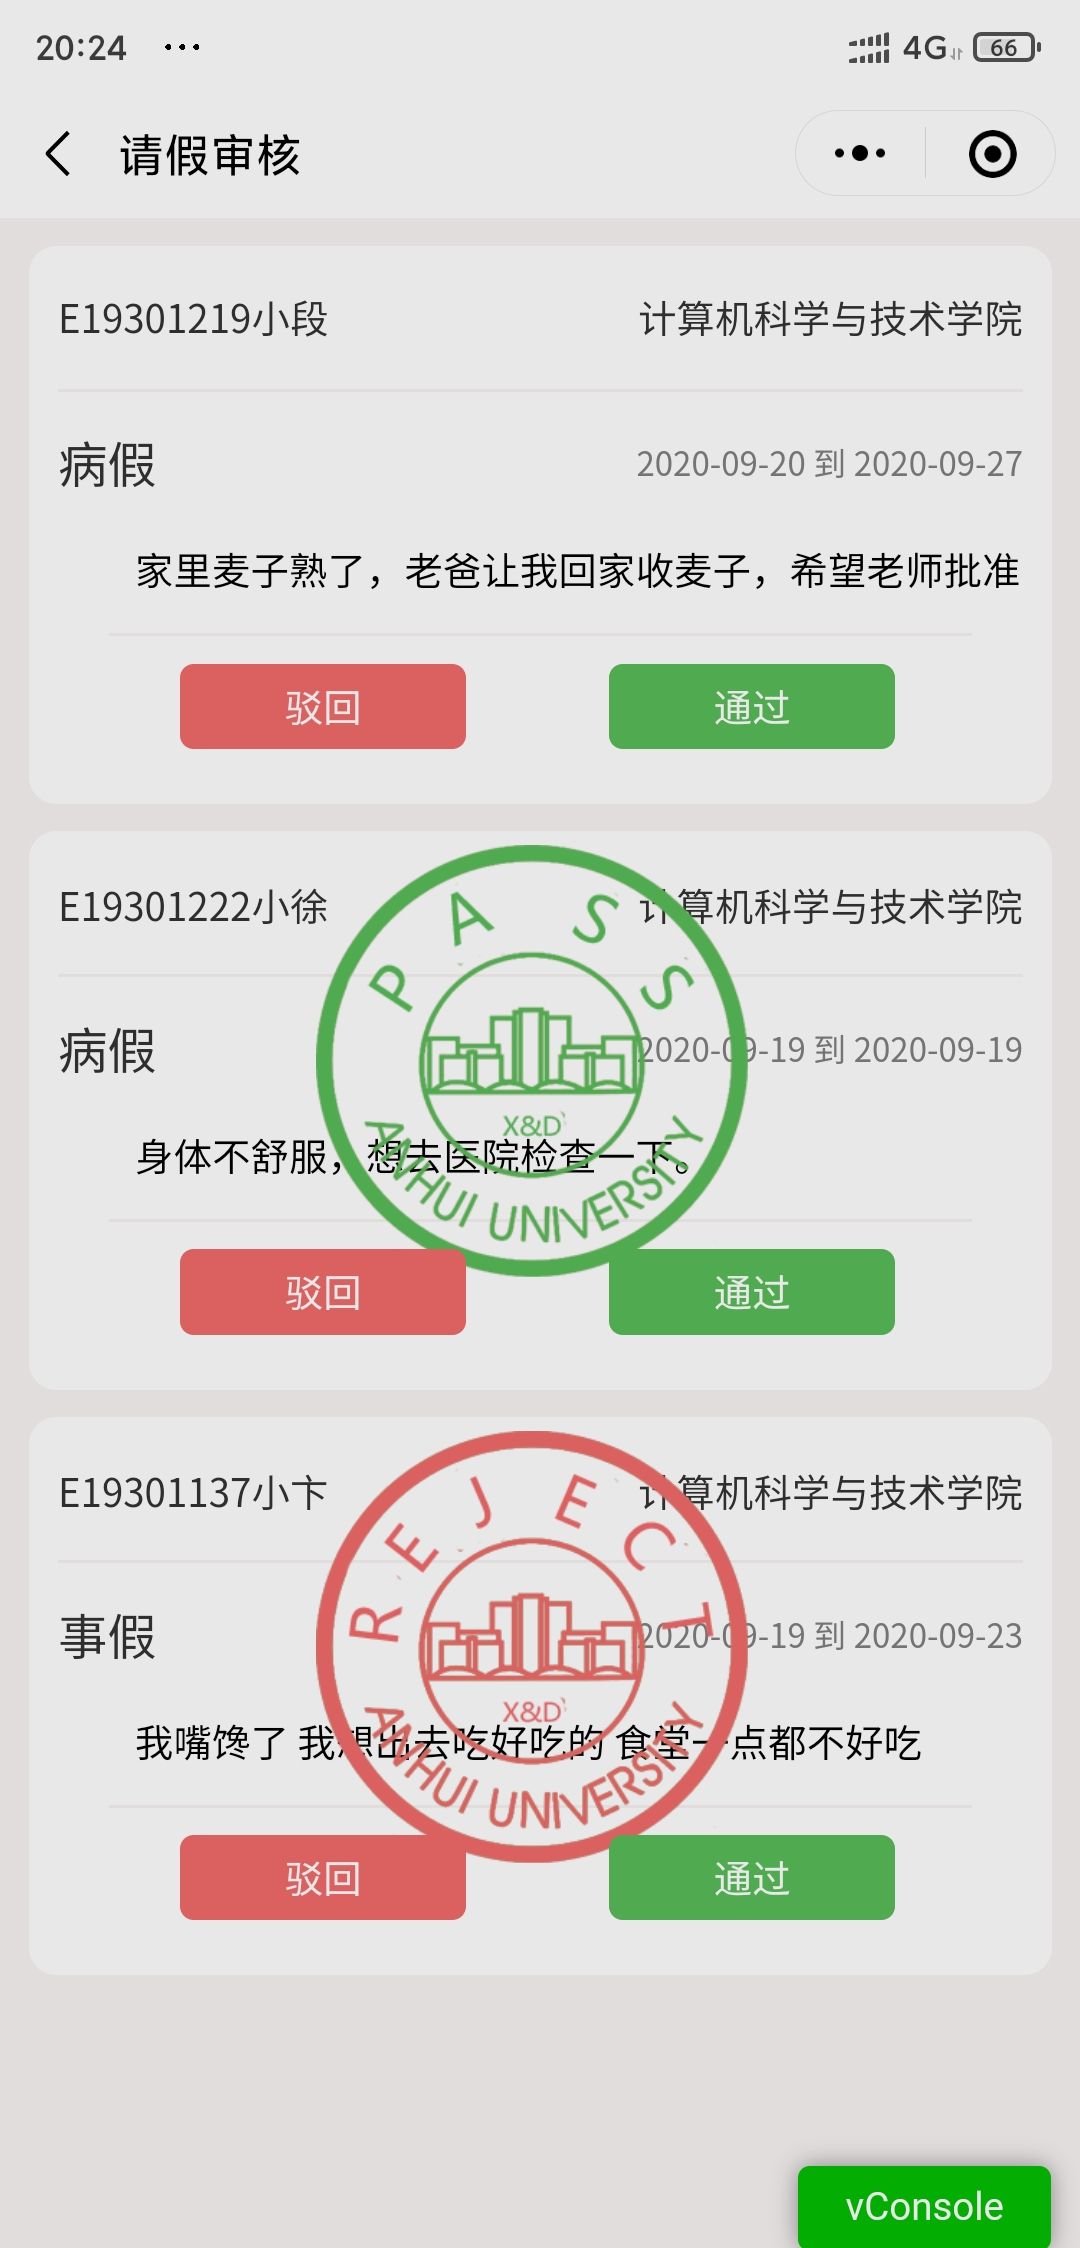 20:24 ...
4G 66
请假审核
E19301219小段 计算机科学与技术学院
病假 2020-09-20 到 2020-09-27
家里麦子熟了，老爸让我回家收麦子，希望老师批准
驳回 通过
PASS
E19301222小徐 计算机科学与技术学院
病假 2020-09-19 到 2020-09-19
X&D
身体不舒服，想去医院检查一下。
ANHUI UNIVERSITY
驳回 通过
REJECT
E19301137小卞 计算机科学与技术学院
事假 2020-09-19 到 2020-09-23
X&D
我嘴馋了 我想出去吃好吃的 食堂一点都不好吃
ANHUI UNIVERSITY
驳回 通过
vConsole